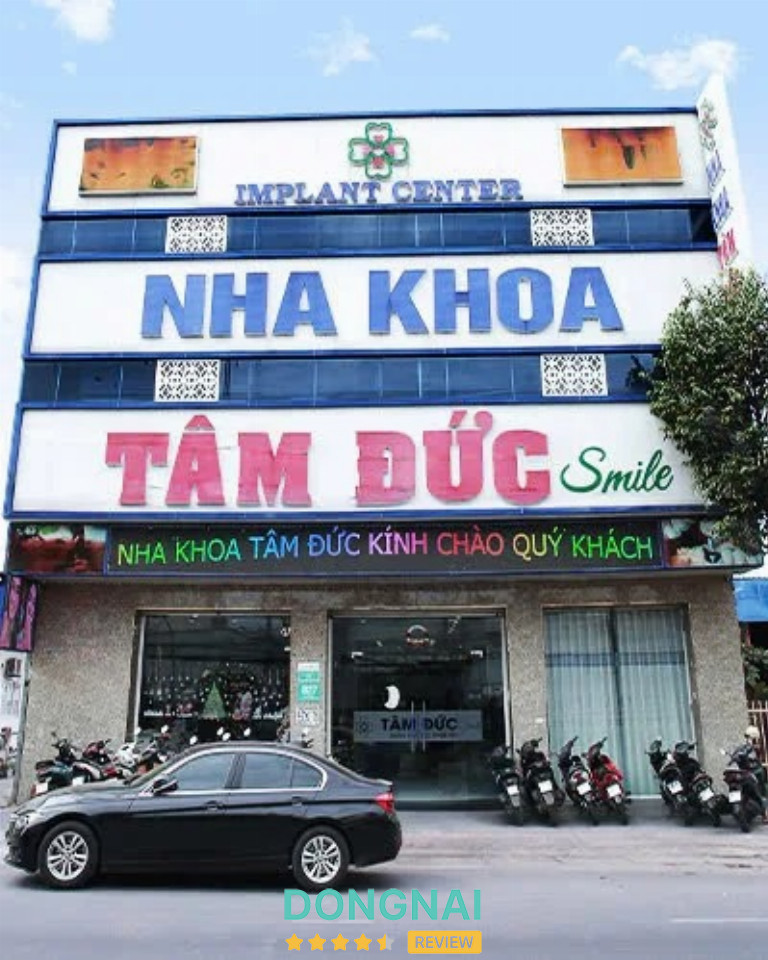 IMPLANT CENTER
NHA KHOA
TÂM ĐỨC Smile
NHA KHOA TÂM ĐỨC KÍNH CHÀO QUÝ KHÁCH
TÂM ĐỨC
DONGNAI
REVIEW